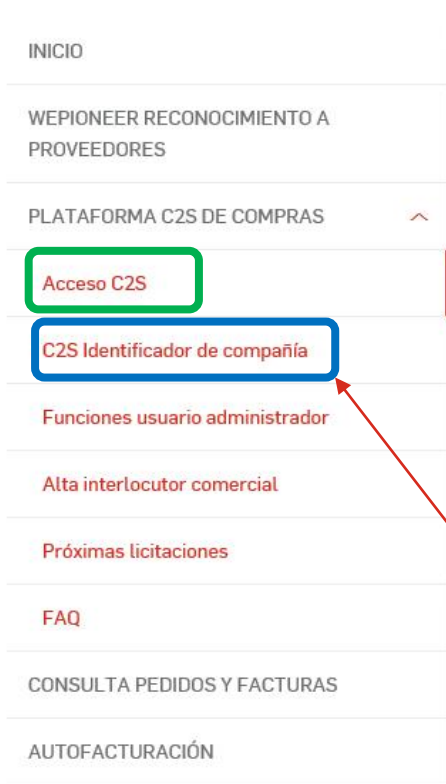 INICIO
WEPIONEER RECONOCIMIENTO A
PROVEEDORES
PLATAFORMA C2S DE COMPRAS
Acceso C2S
C2S Identificador de compañía
Funciones usuario administrador
Alta interlocutor comercial
Próximas licitaciones
FAQ
CONSULTA PEDIDOS Y FACTURAS
AUTOFACTURACIÓN